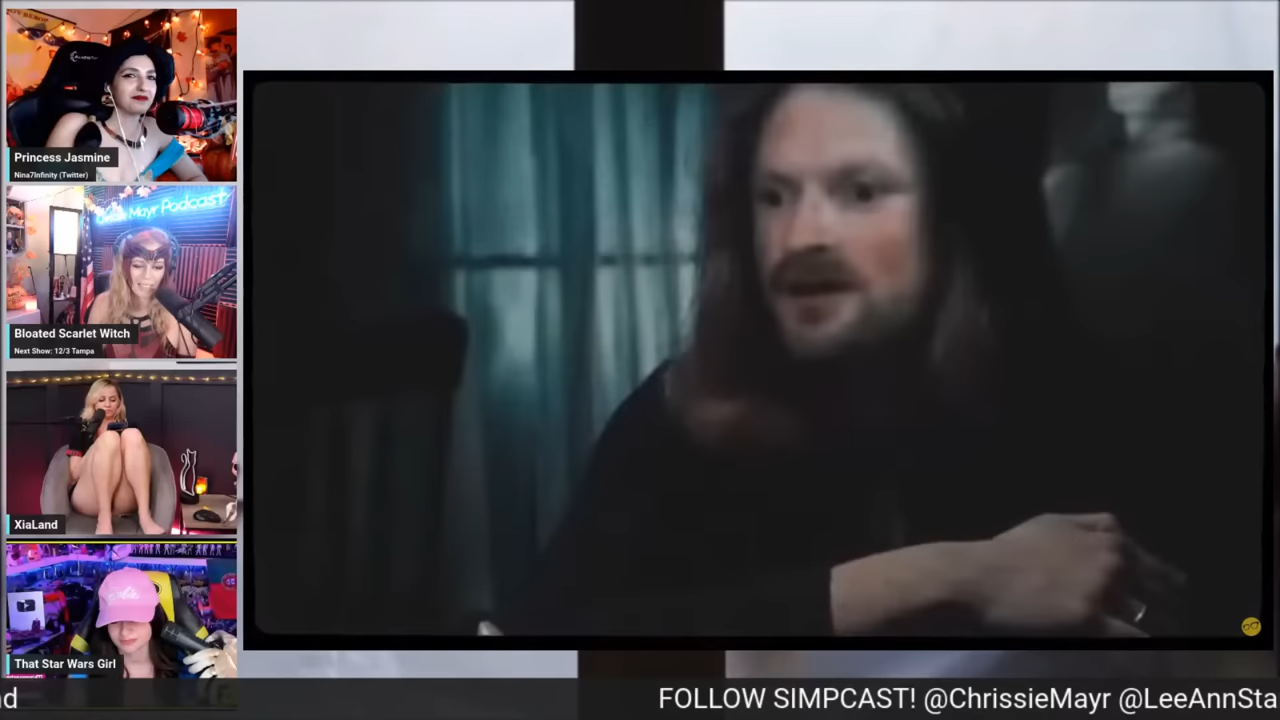 Princess Jasmine
Nina7Infinity (Twitter)
Mayr Podcast
Bloated Scarlet Witch
Next Show: 12/3 Tampa
XiaLand
That Star Wars Girl
d
FOLLOW SIMPCAST! @ChrissieMayr @LeeAnnSta